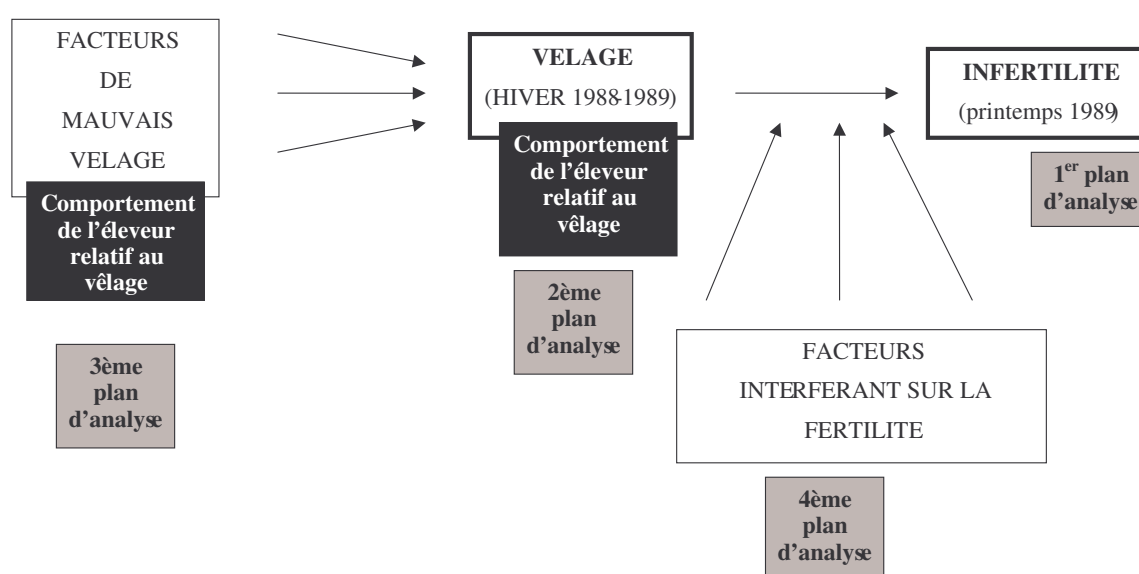 FACTEURS
DE
MAUVAIS
VELAGE
Comportement
de l'éleveur
relatif au
vêlage
3ème
plan
d'analyse
VELAGE
(HIVER 1988-1989)
Comportement
de l'éleveur
relatif au
vêlage
2ème
plan
d'analyse
INFERTILITE
(printemps 1989)
1er plan
d'analyse
FACTEURS
INTERFERANT SUR LA
FERTILITE
4ème
plan
d'analyse